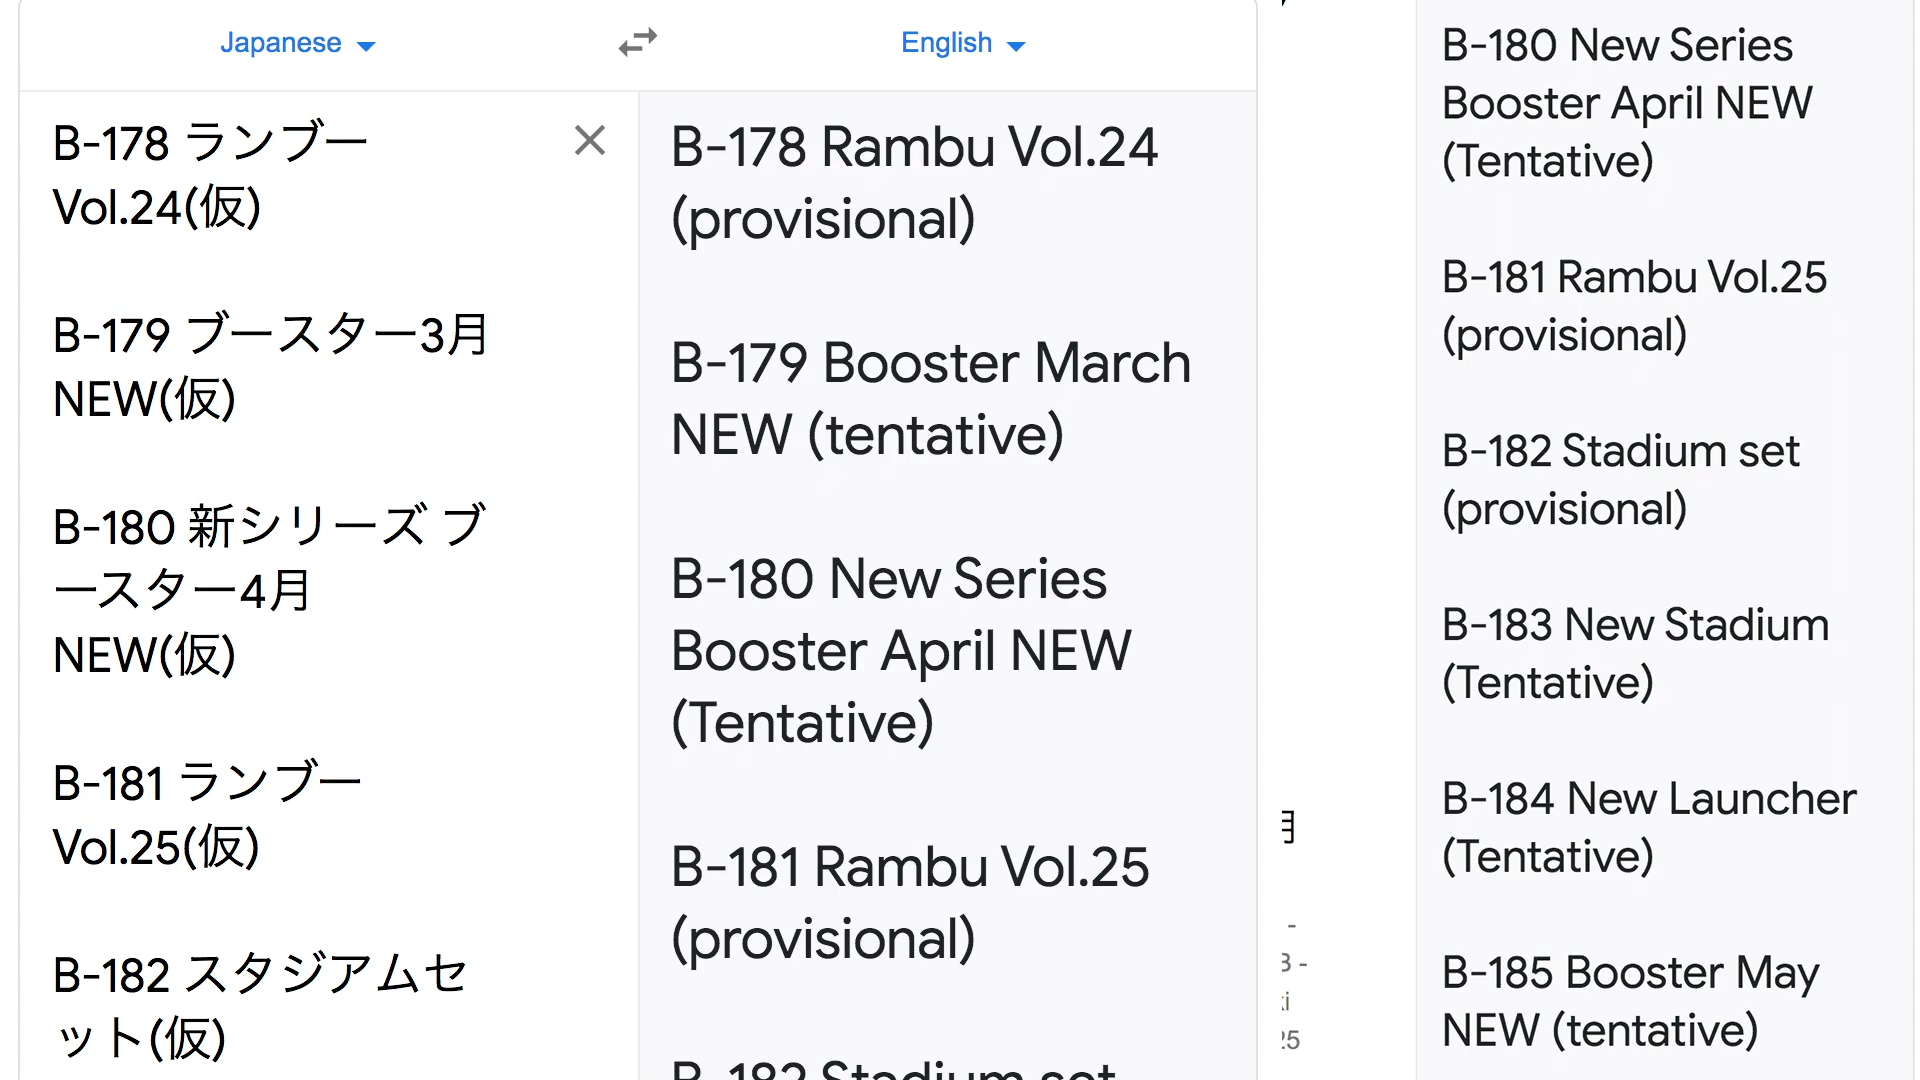 Japanese
English
B-178 ランブー
Vol.24(仮)
B-179 ブースター3月
NEW(仮)
B-180 新シリーズ ブ
ースター4月
NEW(仮)
B-181 ランブー
Vol.25(仮)
B-182 スタジアムセ
ット(仮)
B-178 Rambu Vol.24
(provisional)
B-179 Booster March
NEW (tentative)
B-180 New Series
Booster April NEW
(Tentative)
B-181 Rambu Vol.25
(provisional)
B-182 Stadium set
月
B-180 New Series
Booster April NEW
(Tentative)
B-181 Rambu Vol.25
(provisional)
B-182 Stadium set
(provisional)
B-183 New Stadium
(Tentative)
B-184 New Launcher
(Tentative)
B-185 Booster May
NEW (tentative)